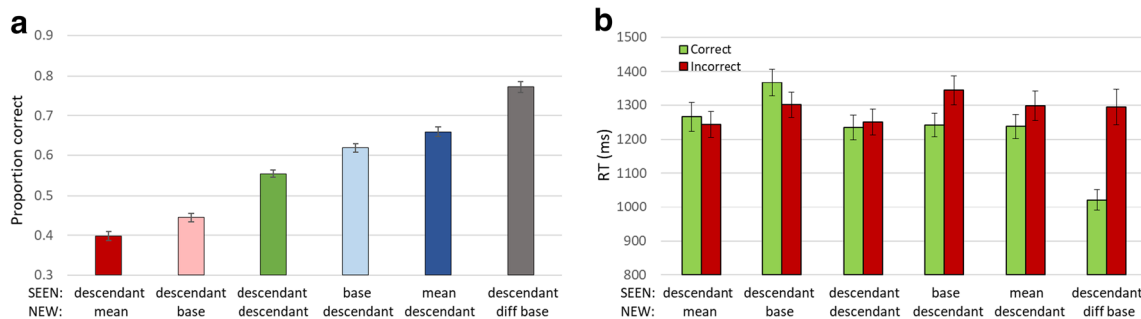 a
0.9
0.8
0.7
0.6
0.5
0.4
0.3
Proportion correct
SEEN: descendant descendant descendant base mean descendant
NEW: mean base descendant descendant descendant diff base
b
1500
1400
1300
1200
1100
1000
900
800
RT (ms)
Correct
Incorrect
SEEN: descendant descendant descendant base mean descendant
NEW: mean base descendant descendant descendant diff base